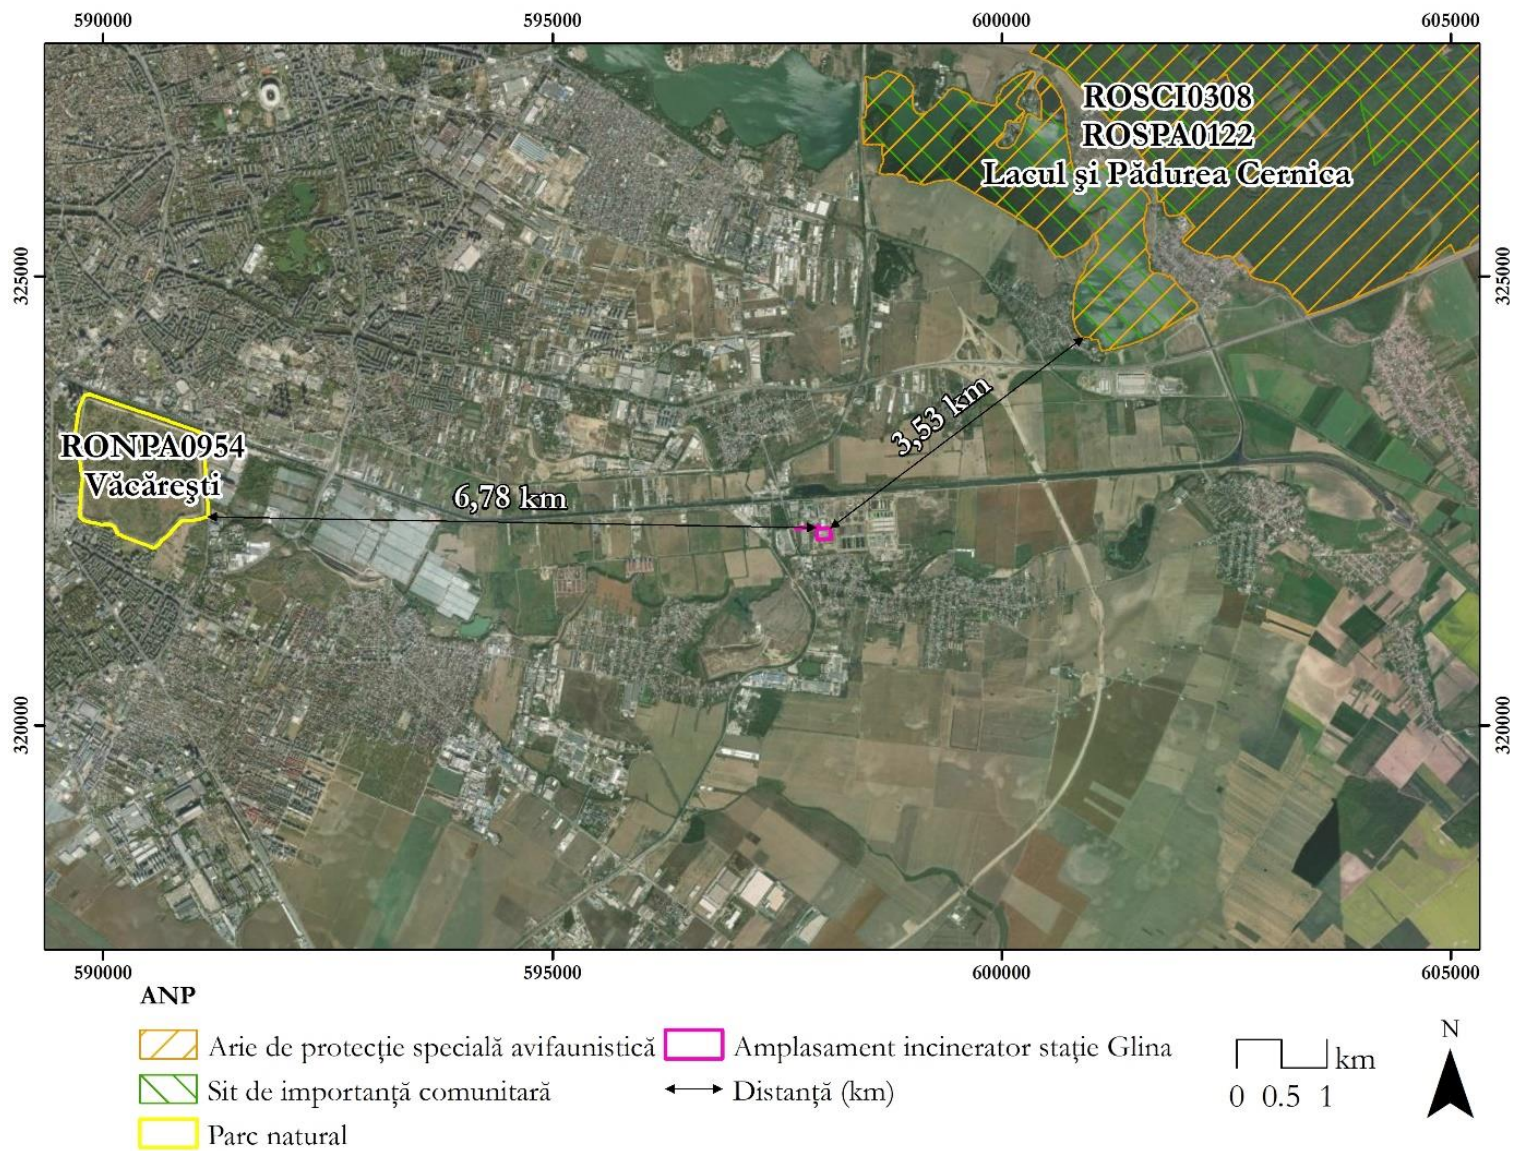 590000 595000 600000 605000
ROSCI0308
ROSPA0122
Lacul şi Pădurea Cernica
325000 325000
3,53 km
RONPA0954
Văcăreşti
6,78 km
320000 320000
590000 595000 600000 605000
ANP
Arie de protecţie specială avifaunistică
Amplasament incinerator staţie Glina
Sit de importanţă comunitară
Distanţă (km)
Parc natural
km
0 0.5 1
N